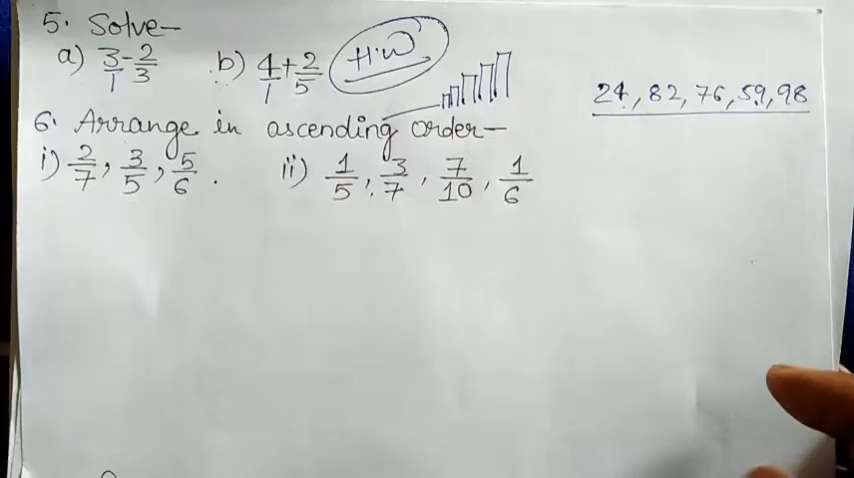 5. Solve-
a) 3/1 - 2/3 b) 4/1 + 2/5 H.W
24, 82, 76, 59, 98
6. Arrange in ascending order-
i) 2/7, 3/5, 5/6. ii) 1/5, 3/7, 7/10, 1/6